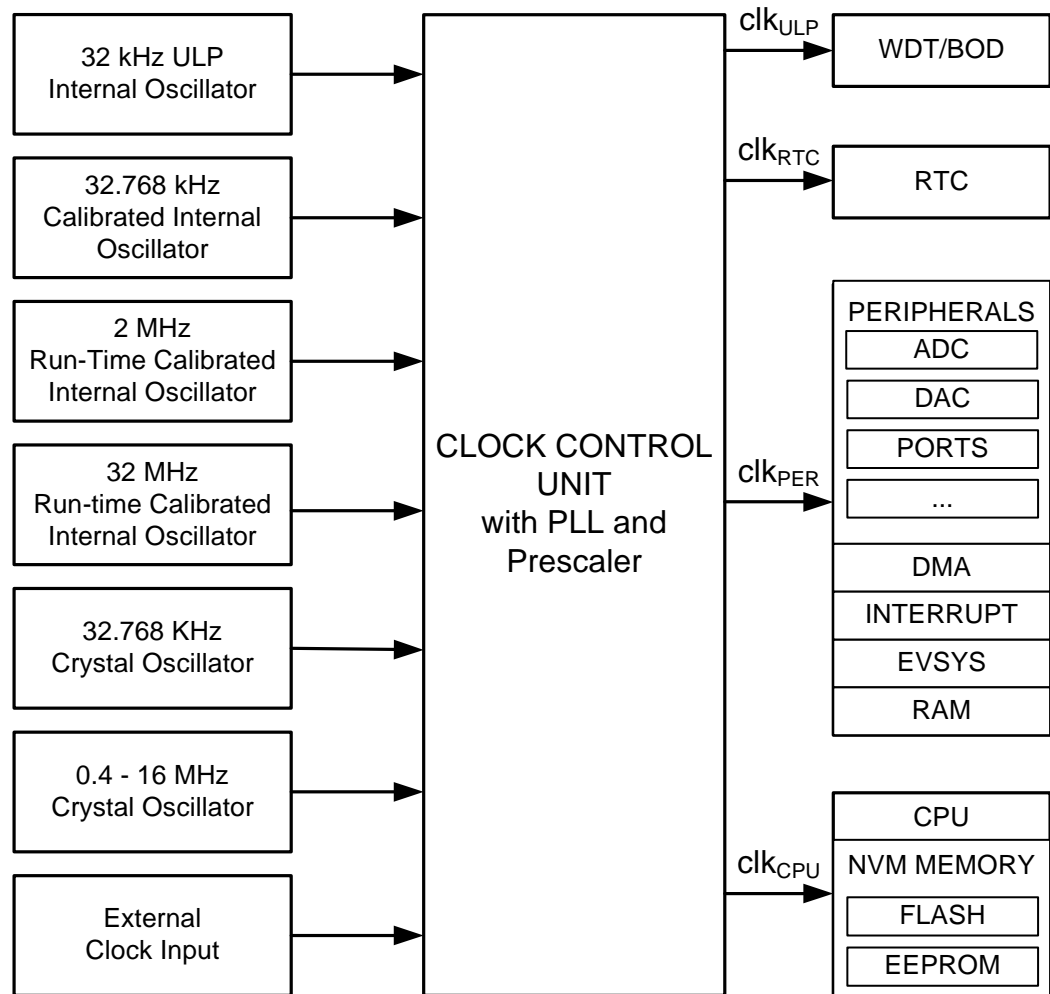 32 kHz ULP
Internal Oscillator
32.768 kHz
Calibrated Internal
Oscillator
2 MHz
Run-Time Calibrated
Internal Oscillator
32 MHz
Run-time Calibrated
Internal Oscillator
32.768 KHz
Crystal Oscillator
0.4 - 16 MHz
Crystal Oscillator
External
Clock Input
CLOCK CONTROL
UNIT
with PLL and
Prescaler
clkULP
WDT/BOD
clkRTC
RTC
clkPER
PERIPHERALS
ADC
DAC
PORTS
...
DMA
INTERRUPT
EVSYS
RAM
clkCPU
CPU
NVM MEMORY
FLASH
EEPROM